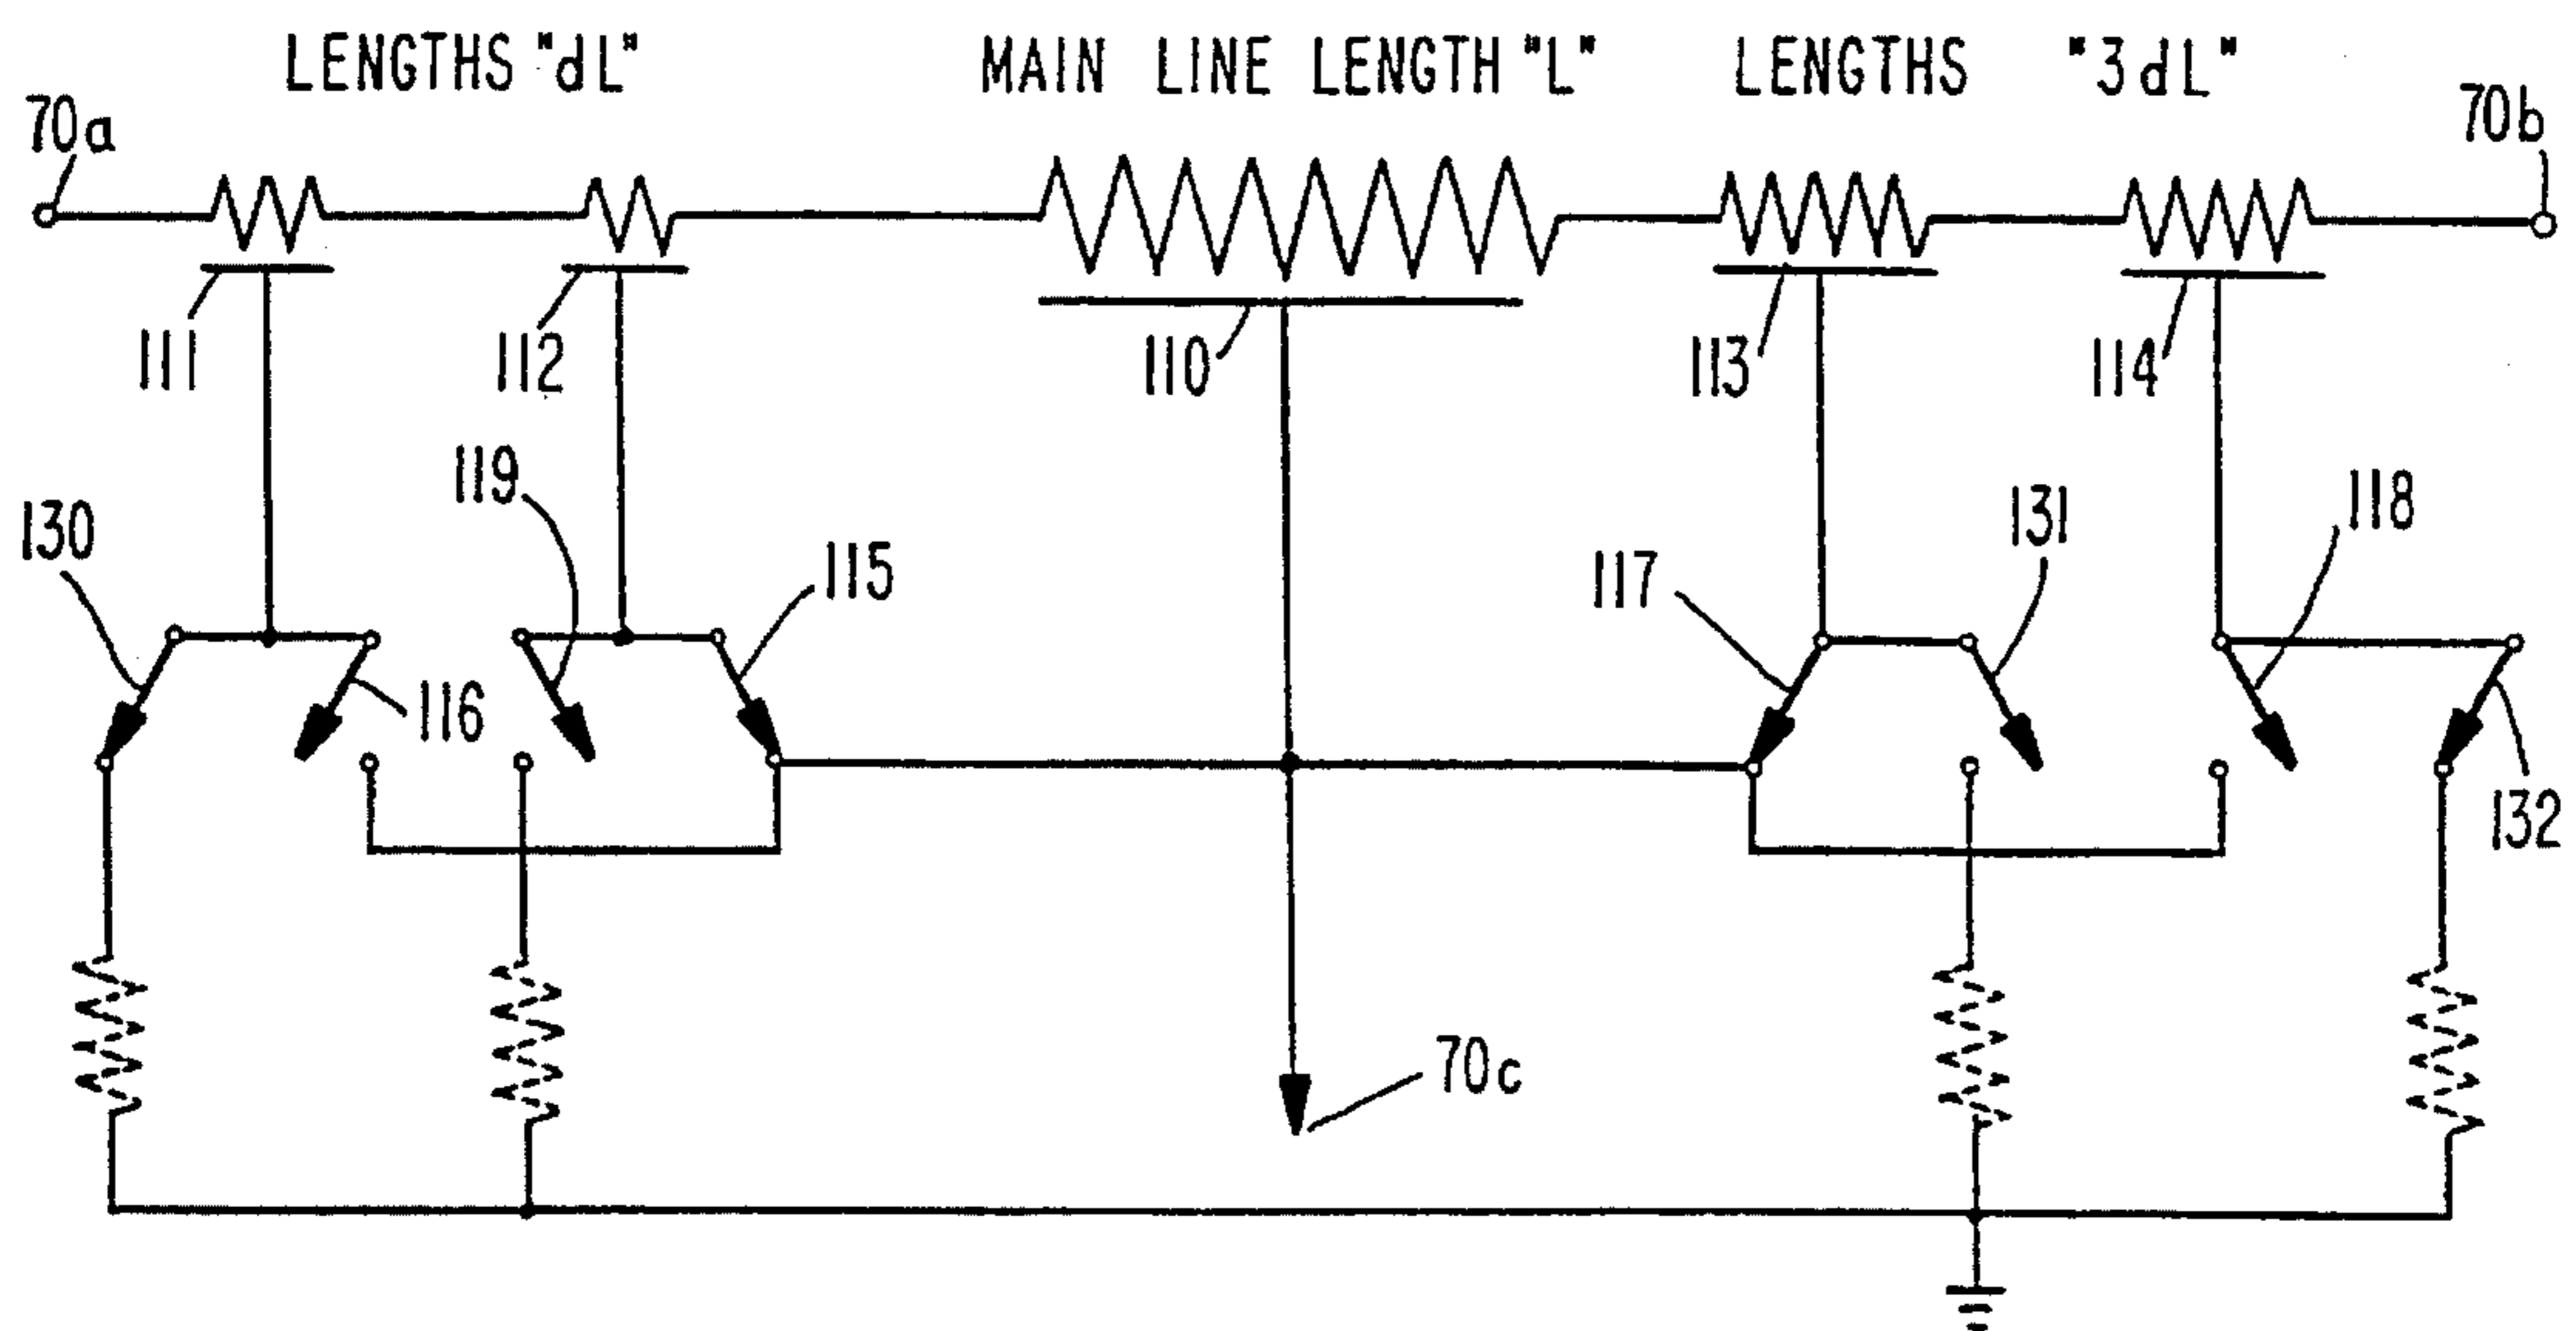 LENGTHS "dL"
MAIN LINE LENGTH "L"
LENGTHS "3dL"
70a
70b
111
112
110
113
114
130
119
115
117
131
118
116
132
70c